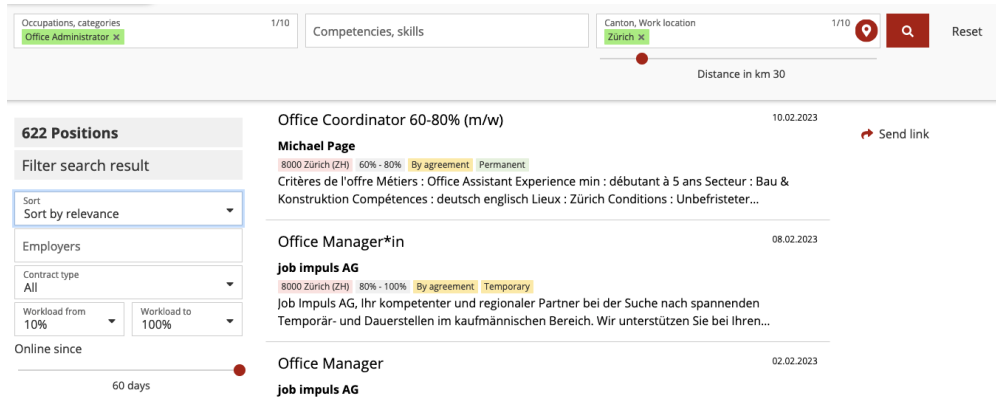 Occupations, categories 1/10
Office Administrator ×
Competencies, skills
Canton, Work location 1/10
Zürich ×
Reset
Distance in km 30
622 Positions
Filter search result
Sort
Sort by relevance
Employers
Contract type
All
Workload from
10%
Workload to
100%
Online since
60 days
Office Coordinator 60-80% (m/w) 10.02.2023
Michael Page
8000 Zürich (ZH) 60% - 80% By agreement Permanent
Critères de l'offre Métiers : Office Assistant Experience min : débutant à 5 ans Secteur : Bau &
Konstruktion Compétences : deutsch englisch Lieux : Zürich Conditions : Unbefristeter...
Office Manager*in 08.02.2023
job impuls AG
8000 Zürich (ZH) 80% - 100% By agreement Temporary
Job Impuls AG, Ihr kompetenter und regionaler Partner bei der Suche nach spannenden
Temporär- und Dauerstellen im kaufmännischen Bereich. Wir unterstützen Sie bei Ihren...
Office Manager 02.02.2023
job impuls AG
Send link